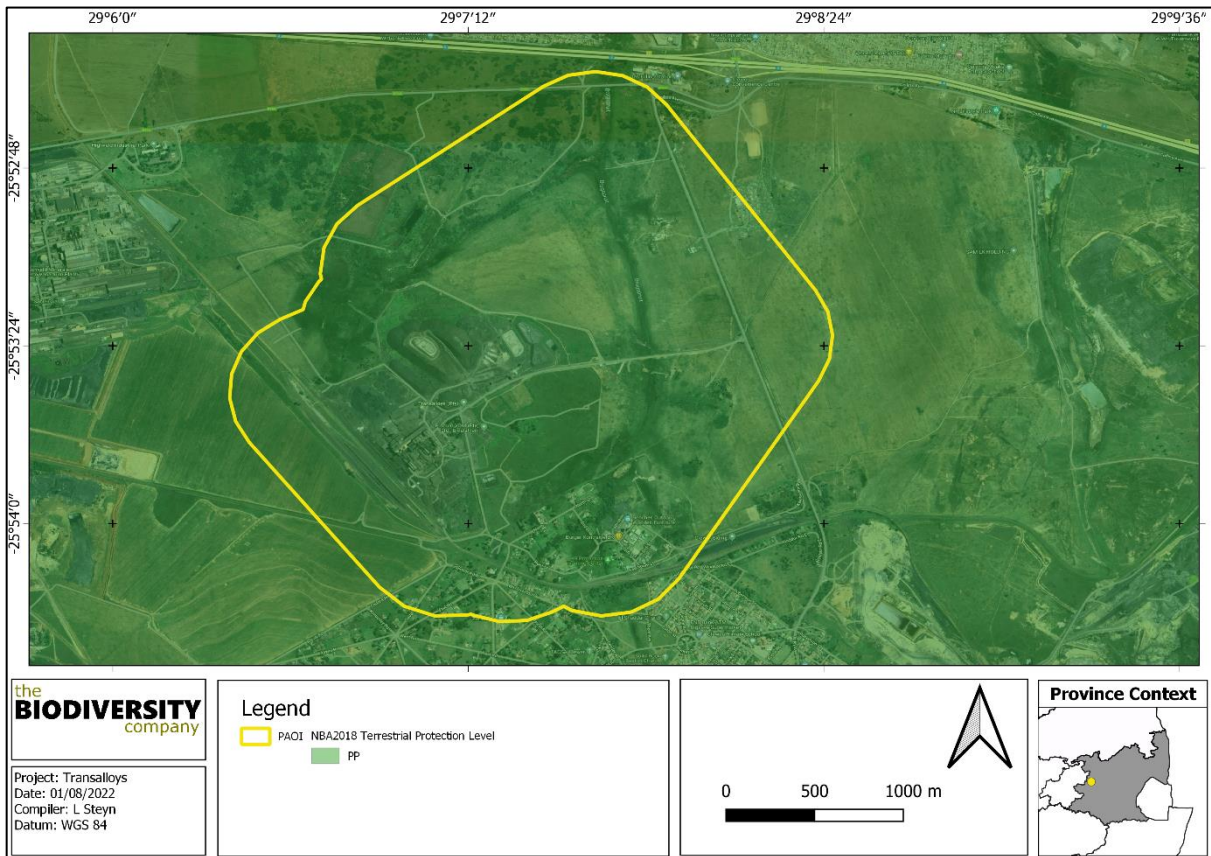 29°6'0" 29°7'12" 29°8'24" 29°9'36"
-25°52'48"
-25°53'24"
-25°54'0"
the
BIODIVERSITY
company
Project: Transalloys
Date: 01/08/2022
Compiler: L Steyn
Datum: WGS 84
Legend
PAOI NBA2018 Terrestrial Protection Level
PP
0 500 1000 m
Province Context